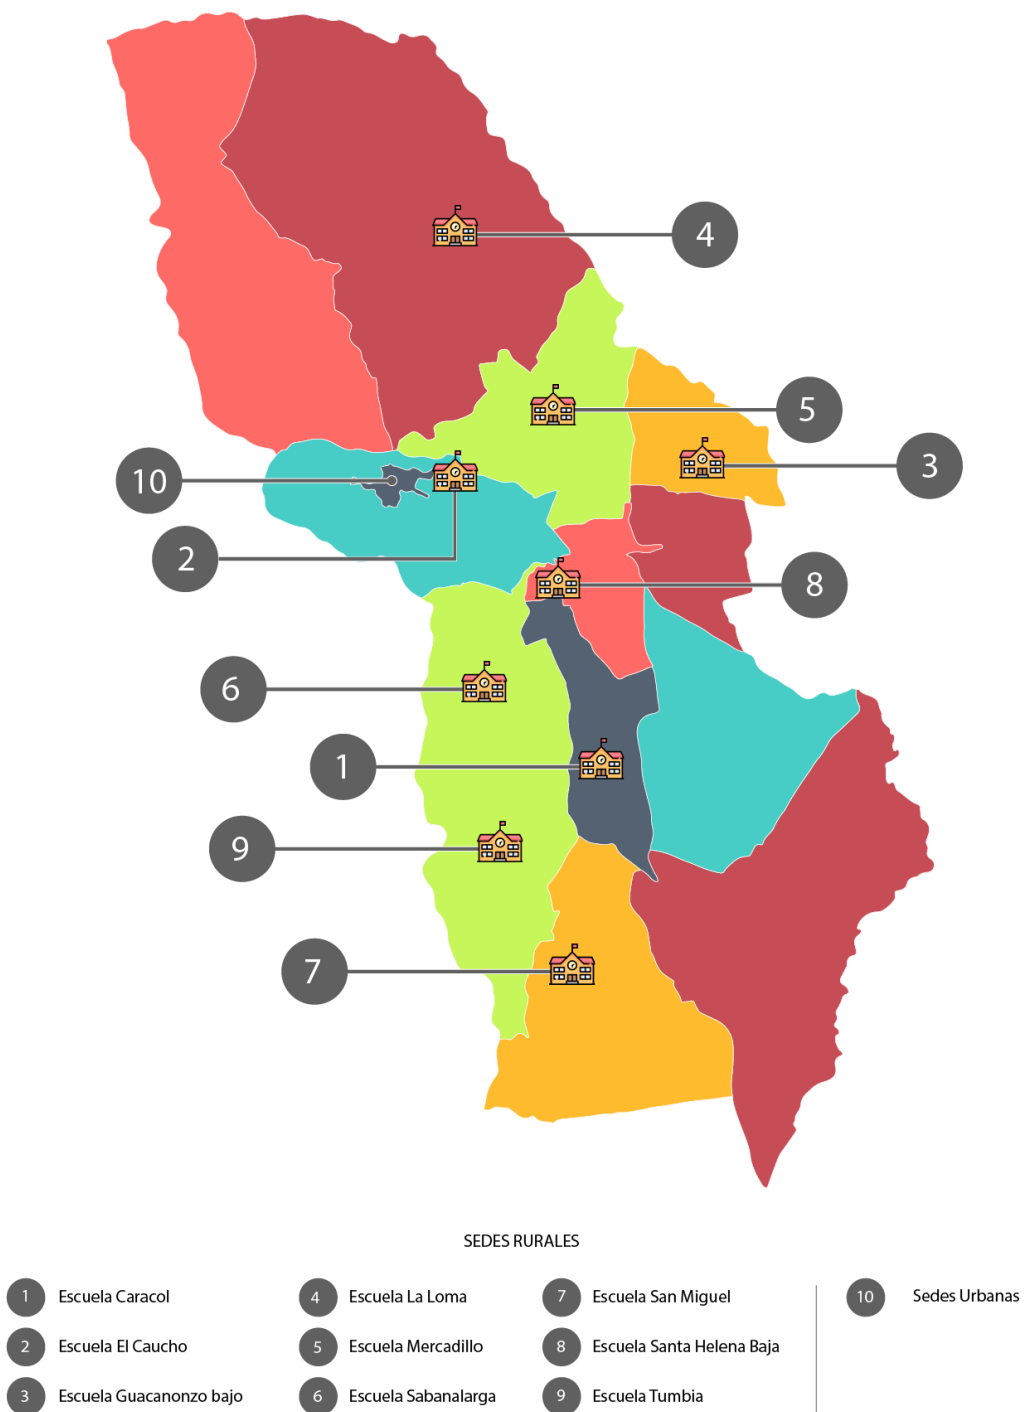 4
5
3
10
2
8
6
1
9
7
SEDES RURALES
1 Escuela Caracol
2 Escuela El Caucho
3 Escuela Guacanonzo bajo
4 Escuela La Loma
5 Escuela Mercadillo
6 Escuela Sabanalarga
7 Escuela San Miguel
8 Escuela Santa Helena Baja
9 Escuela Tumbia
10 Sedes Urbanas